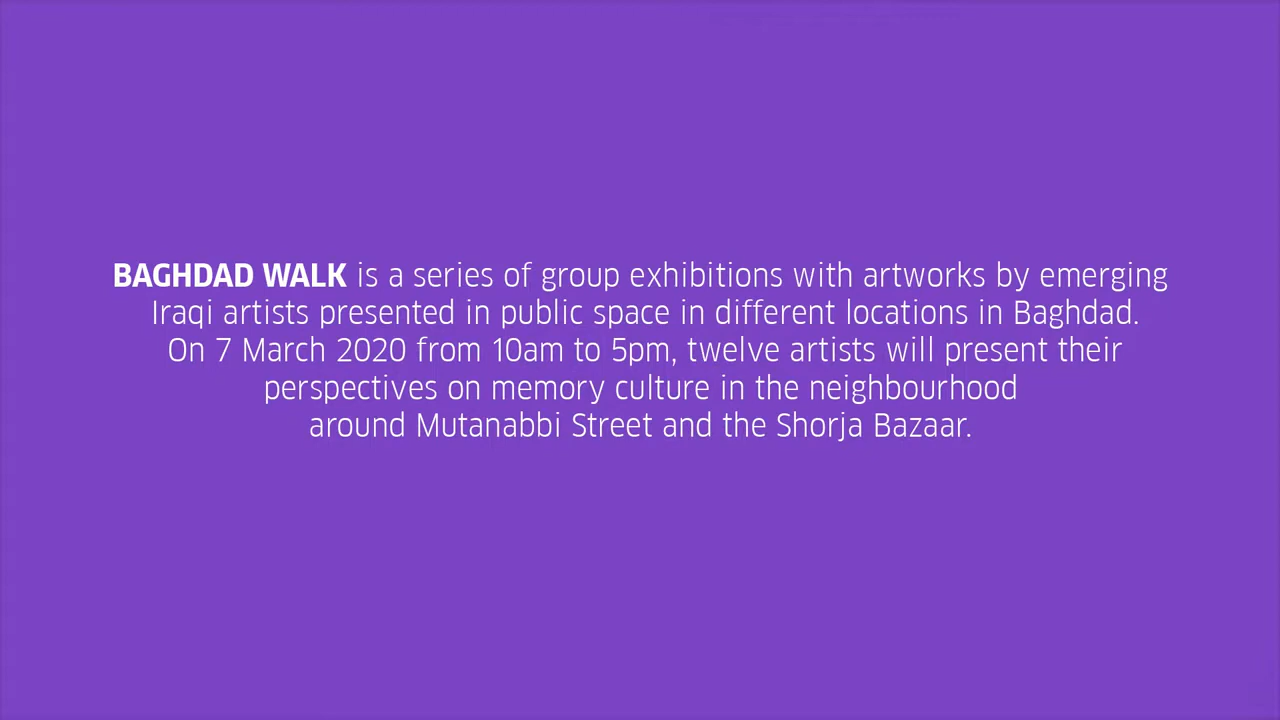 BAGHDAD WALK is a series of group exhibitions with artworks by emerging
Iraqi artists presented in public space in different locations in Baghdad.
On 7 March 2020 from 10am to 5pm, twelve artists will present their
perspectives on memory culture in the neighbourhood
around Mutanabbi Street and the Shorja Bazaar.